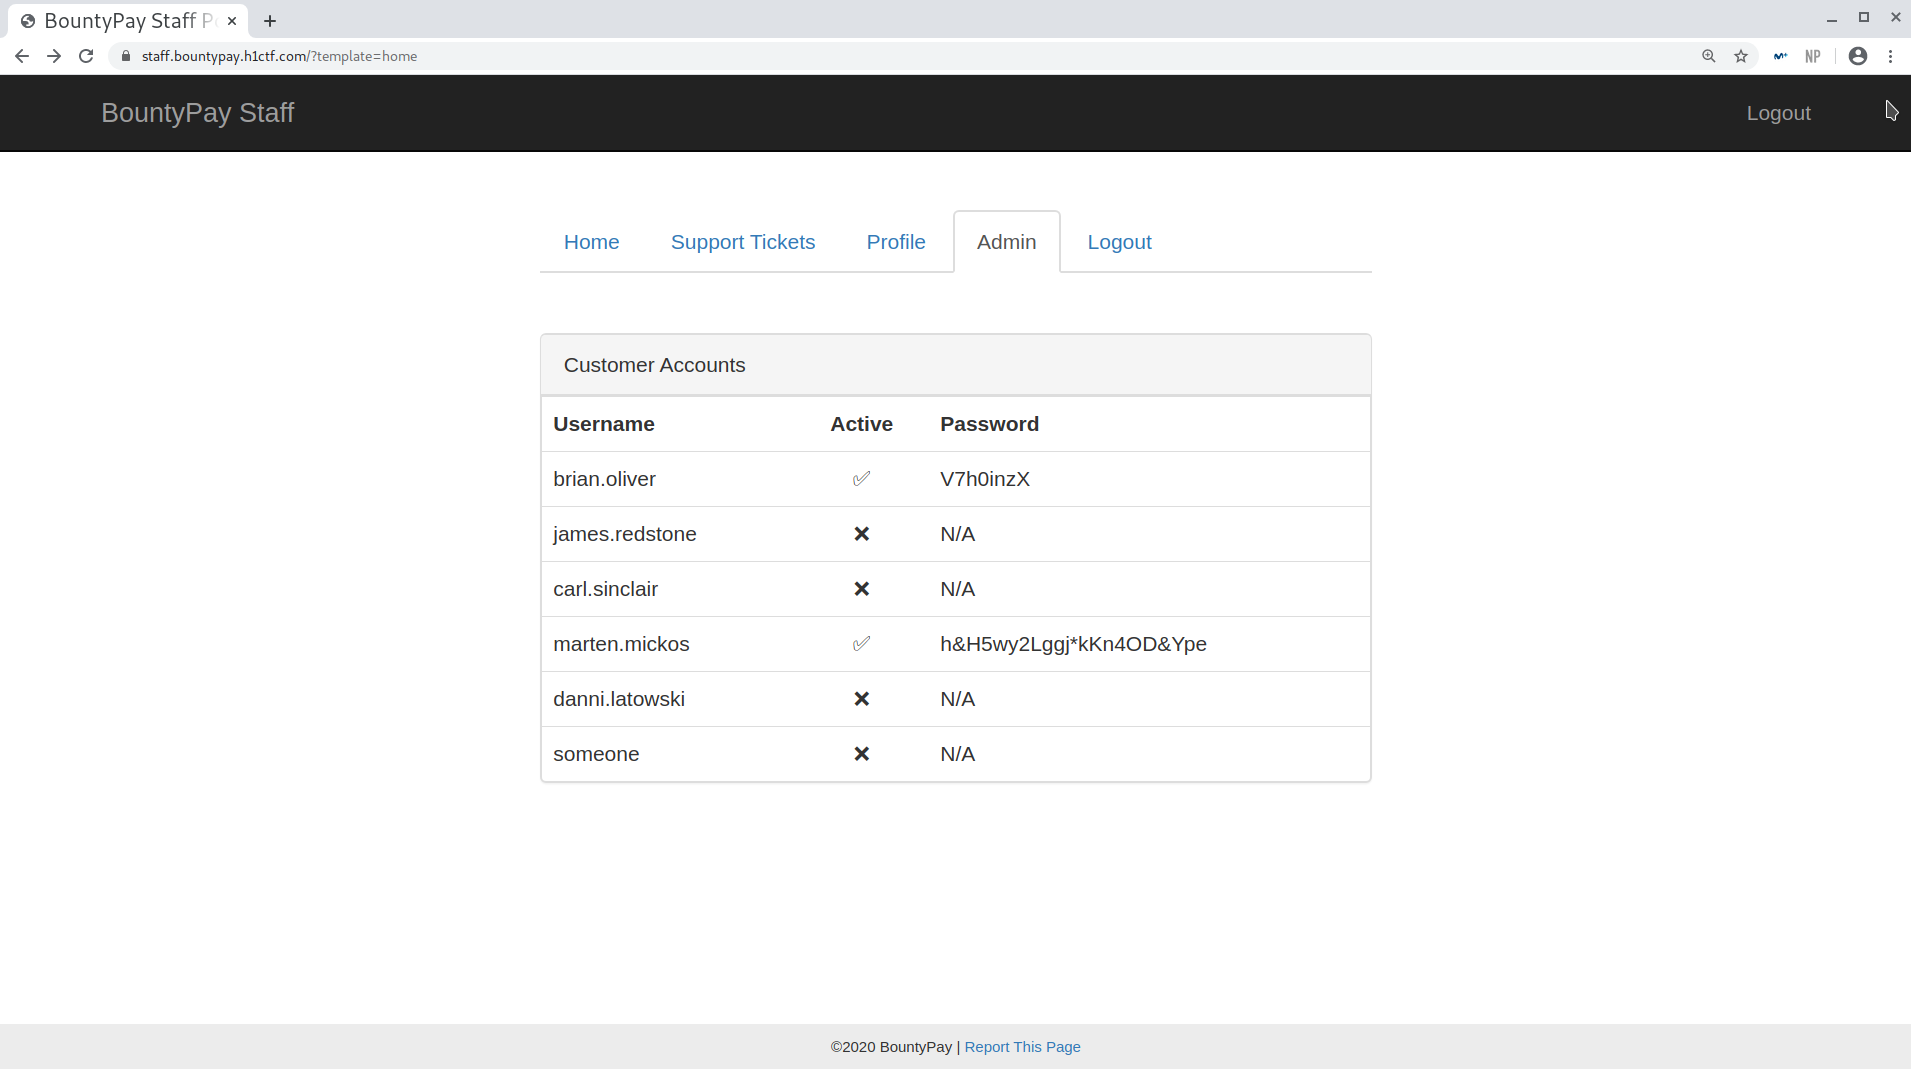 BountyPay Staff P
staff.bountypay.h1ctf.com/?template=home
NP
BountyPay Staff
Logout
Home
Support Tickets
Profile
Admin
Logout
Customer Accounts
Username Active Password
brian.oliver ✅ V7h0inzX
james.redstone ❌ N/A
carl.sinclair ❌ N/A
marten.mickos ✅ h&H5wy2Lggj*kKn4OD&Ype
danni.latowski ❌ N/A
someone ❌ N/A
©2020 BountyPay | Report This Page